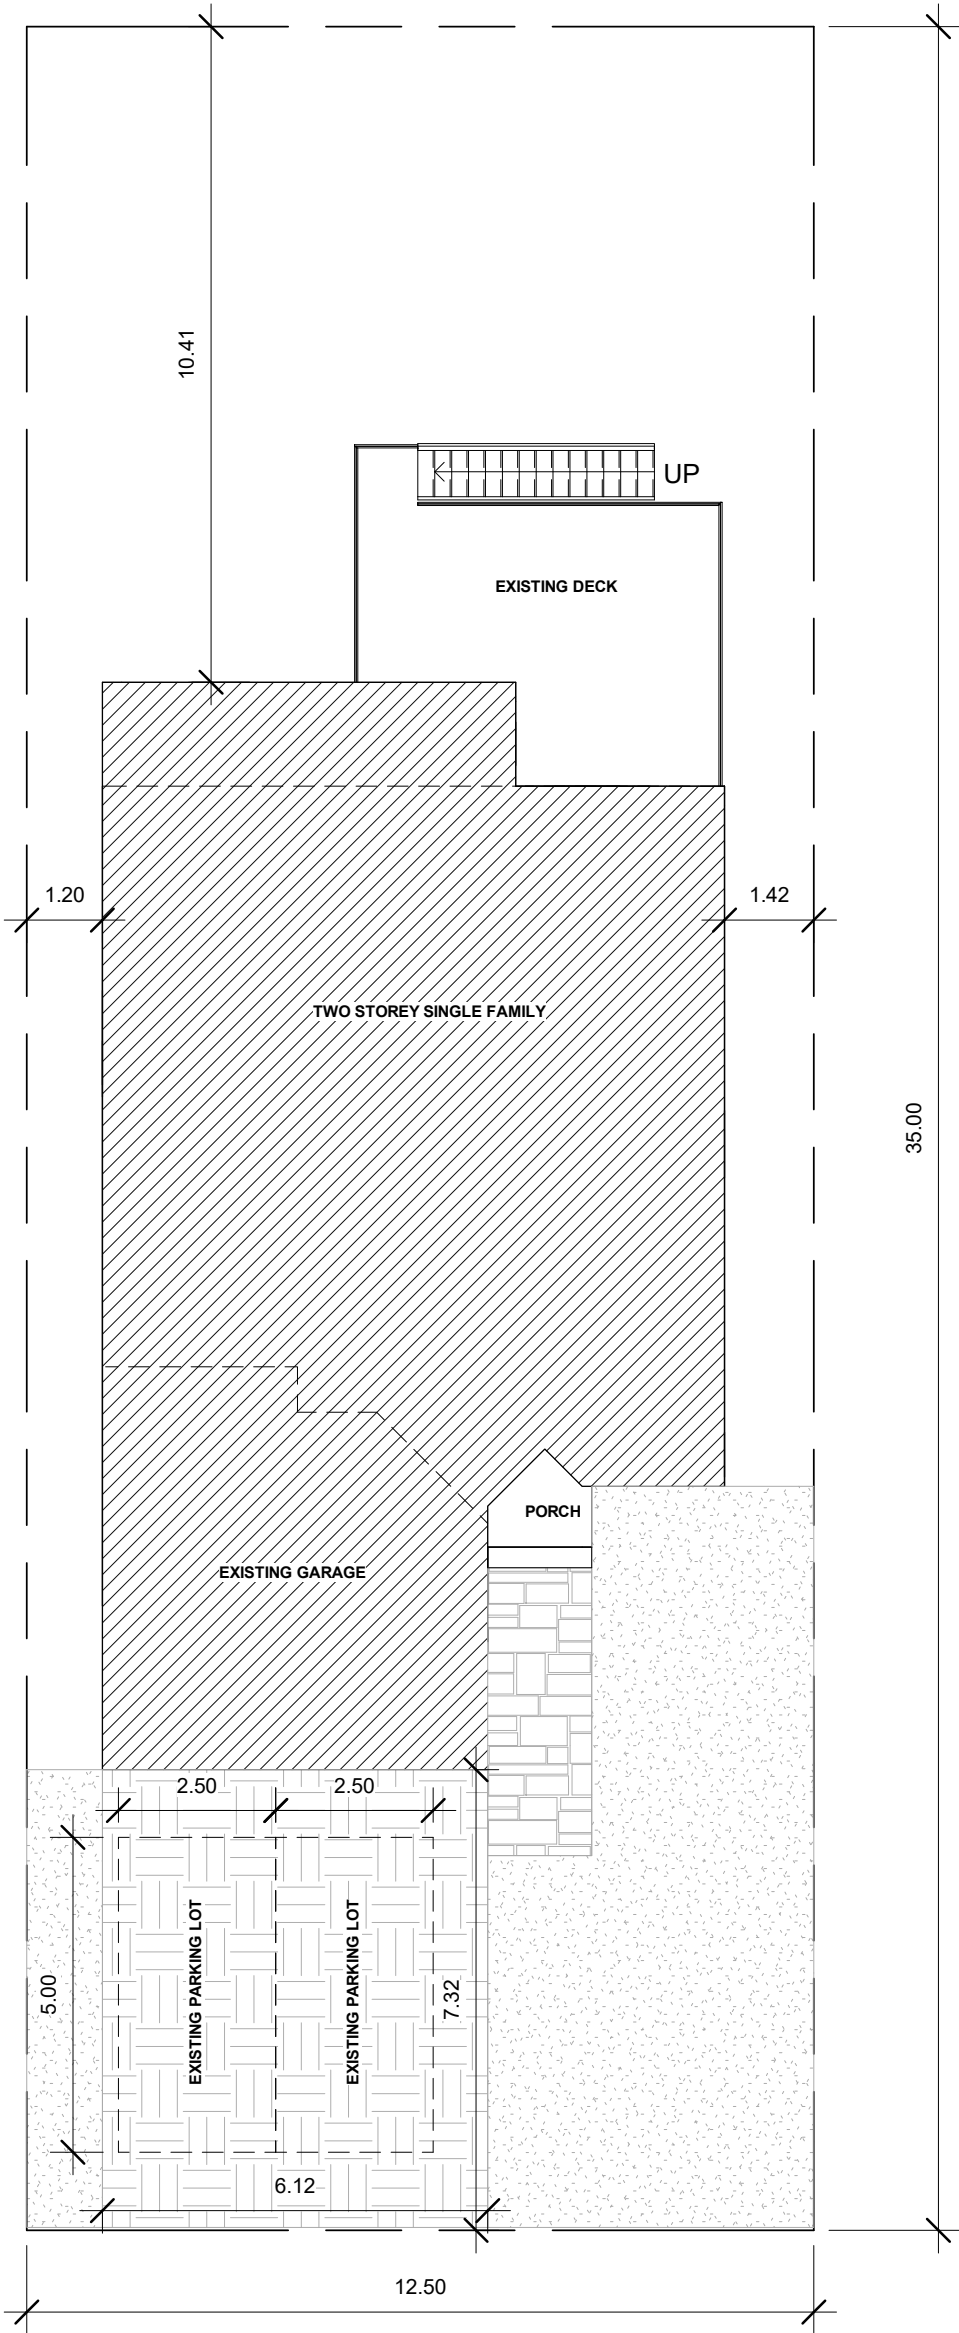 10.41
UP
EXISTING DECK
1.20
1.42
TWO STOREY SINGLE FAMILY
35.00
PORCH
EXISTING GARAGE
2.50
2.50
EXISTING PARKING LOT
EXISTING PARKING LOT
5.00
7.32
6.12
12.50